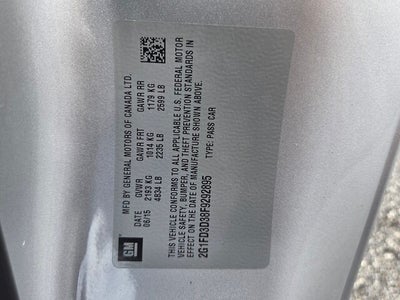 MFD BY GENERAL MOTORS OF CANADA LTD.
DATE GVWR GAWR FRT GAWR RR
06/15 2193 KG 1014 KG 1179 KG
4834 LB 2235 LB 2599 LB
THIS VEHICLE CONFORMS TO ALL APPLICABLE U.S. FEDERAL MOTOR
VEHICLE SAFETY, BUMPER, AND THEFT PREVENTION STANDARDS IN
EFFECT ON THE DATE OF MANUFACTURE SHOWN ABOVE.
2G1FD3D38F9292895 TYPE: PASS CAR
GM